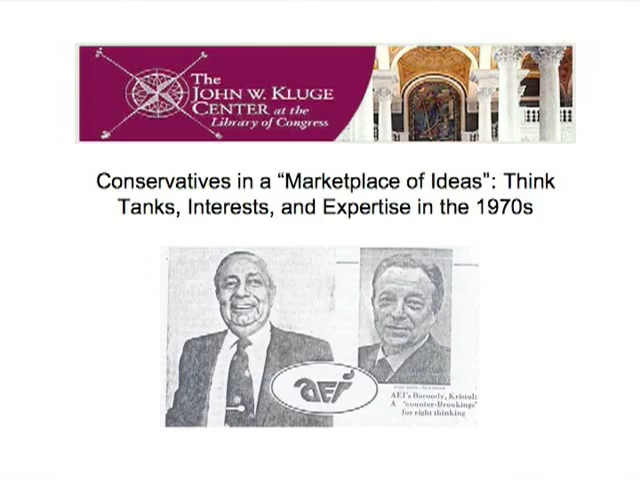 The
JOHN W. KLUGE
CENTER at the
Library of Congress
Conservatives in a “Marketplace of Ideas”: Think
Tanks, Interests, and Expertise in the 1970s
aei
AEI's Baroody, Kristol:
A 'counter-Brookings'
for right thinking